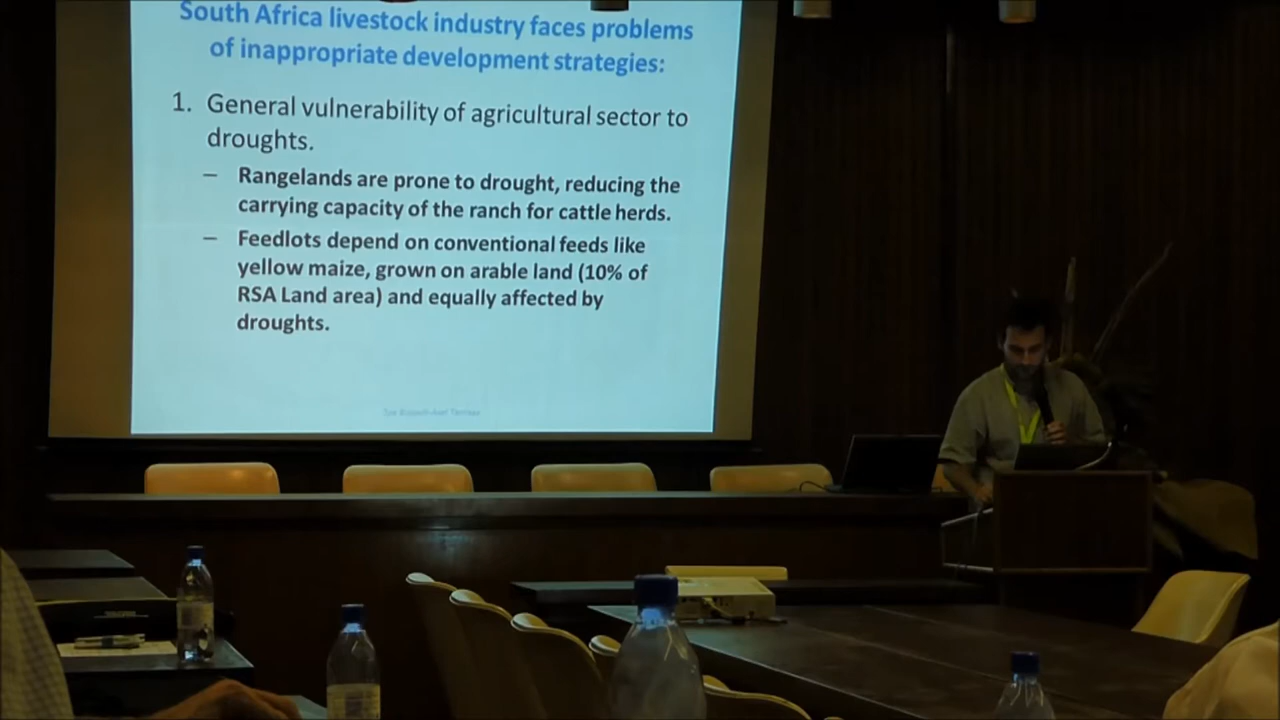 South Africa livestock industry faces problems
of inappropriate development strategies:
1. General vulnerability of agricultural sector to
droughts.
– Rangelands are prone to drought, reducing the
carrying capacity of the ranch for cattle herds.
– Feedlots depend on conventional feeds like
yellow maize, grown on arable land (10% of
RSA Land area) and equally affected by
droughts.